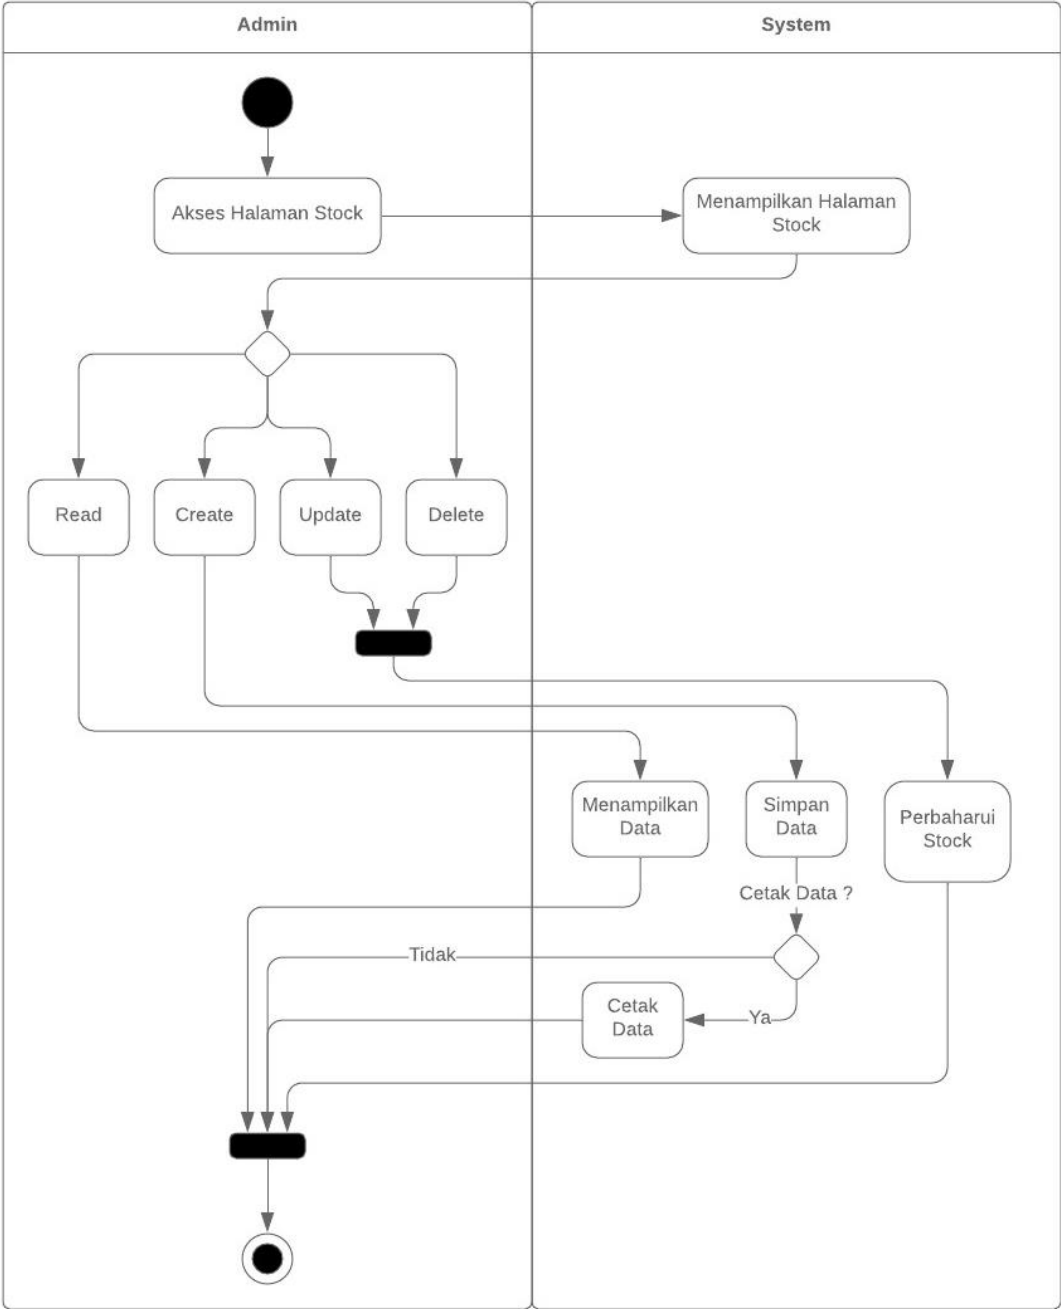 Admin
System
Akses Halaman Stock
Menampilkan Halaman
Stock
Read
Create
Update
Delete
Menampilkan
Data
Simpan
Data
Perbaharui
Stock
Cetak Data ?
Tidak
Cetak
Data
Ya